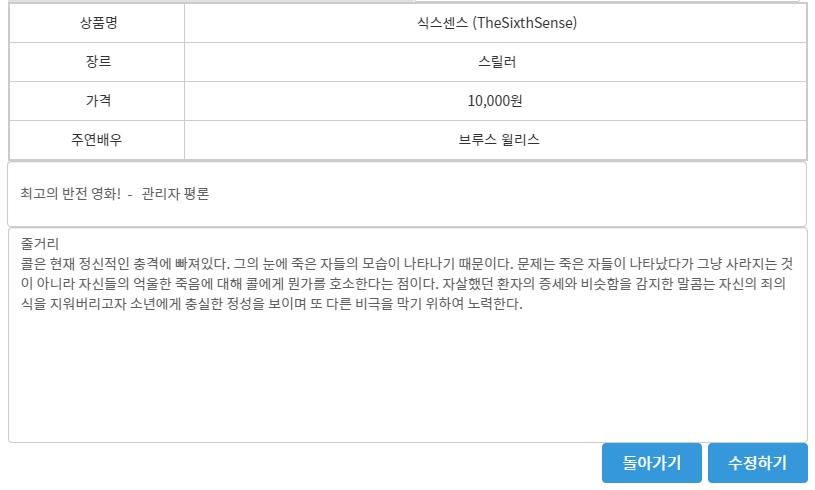 상품명 식스센스 (TheSixthSense)
장르 스릴러
가격 10,000원
주연배우 브루스 윌리스
최고의 반전 영화! - 관리자 평론
줄거리
콜은 현재 정신적인 충격에 빠져있다. 그의 눈에 죽은 자들의 모습이 나타나기 때문이다. 문제는 죽은 자들이 나타났다가 그냥 사라지는 것
이 아니라 자신들의 억울한 죽음에 대해 콜에게 뭔가를 호소한다는 점이다. 자살했던 환자의 증세와 비슷함을 감지한 말콤는 자신의 죄의
식을 지워버리고자 소년에게 충실한 정성을 보이며 또 다른 비극을 막기 위하여 노력한다.
돌아가기 수정하기